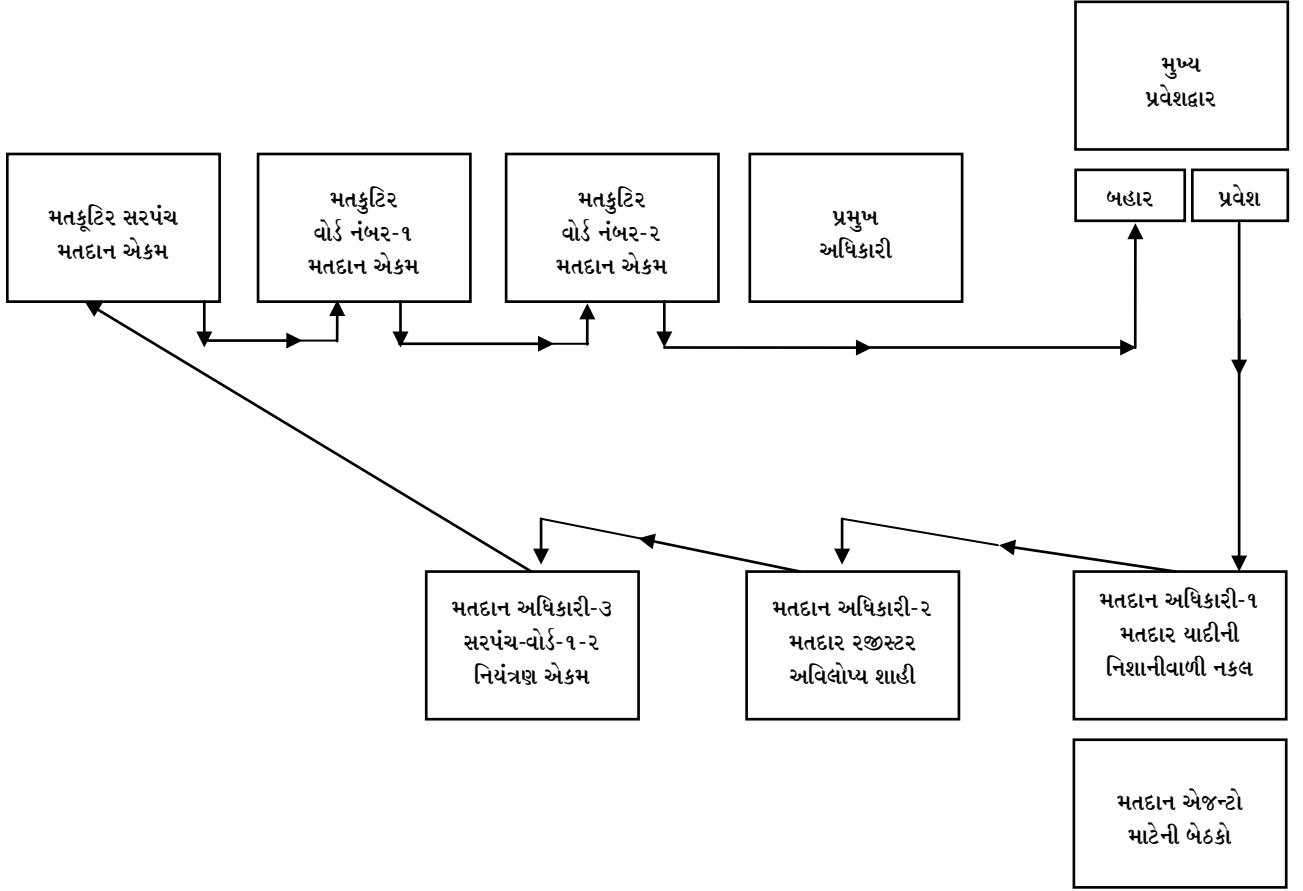 મુખ્ય
પ્રવેશદ્વાર
બહાર
પ્રવેશ
મતકૂટિર સરપંચ
મતદાન એકમ
મતકુટિર
વોર્ડ નંબર-૧
મતદાન એકમ
મતકુટિર
વોર્ડ નંબર-૨
મતદાન એકમ
પ્રમુખ
અધિકારી
મતદાન અધિકારી-૩
સરપંચ-વોર્ડ-૧-૨
નિયંત્રણ એકમ
મતદાન અધિકારી-૨
મતદાર રજીસ્ટર
અવિલોપ્ય શાહી
મતદાન અધિકારી-૧
મતદાર યાદીની
નિશાનીવાળી નકલ
મતદાન એજન્ટો
માટેની બેઠકો